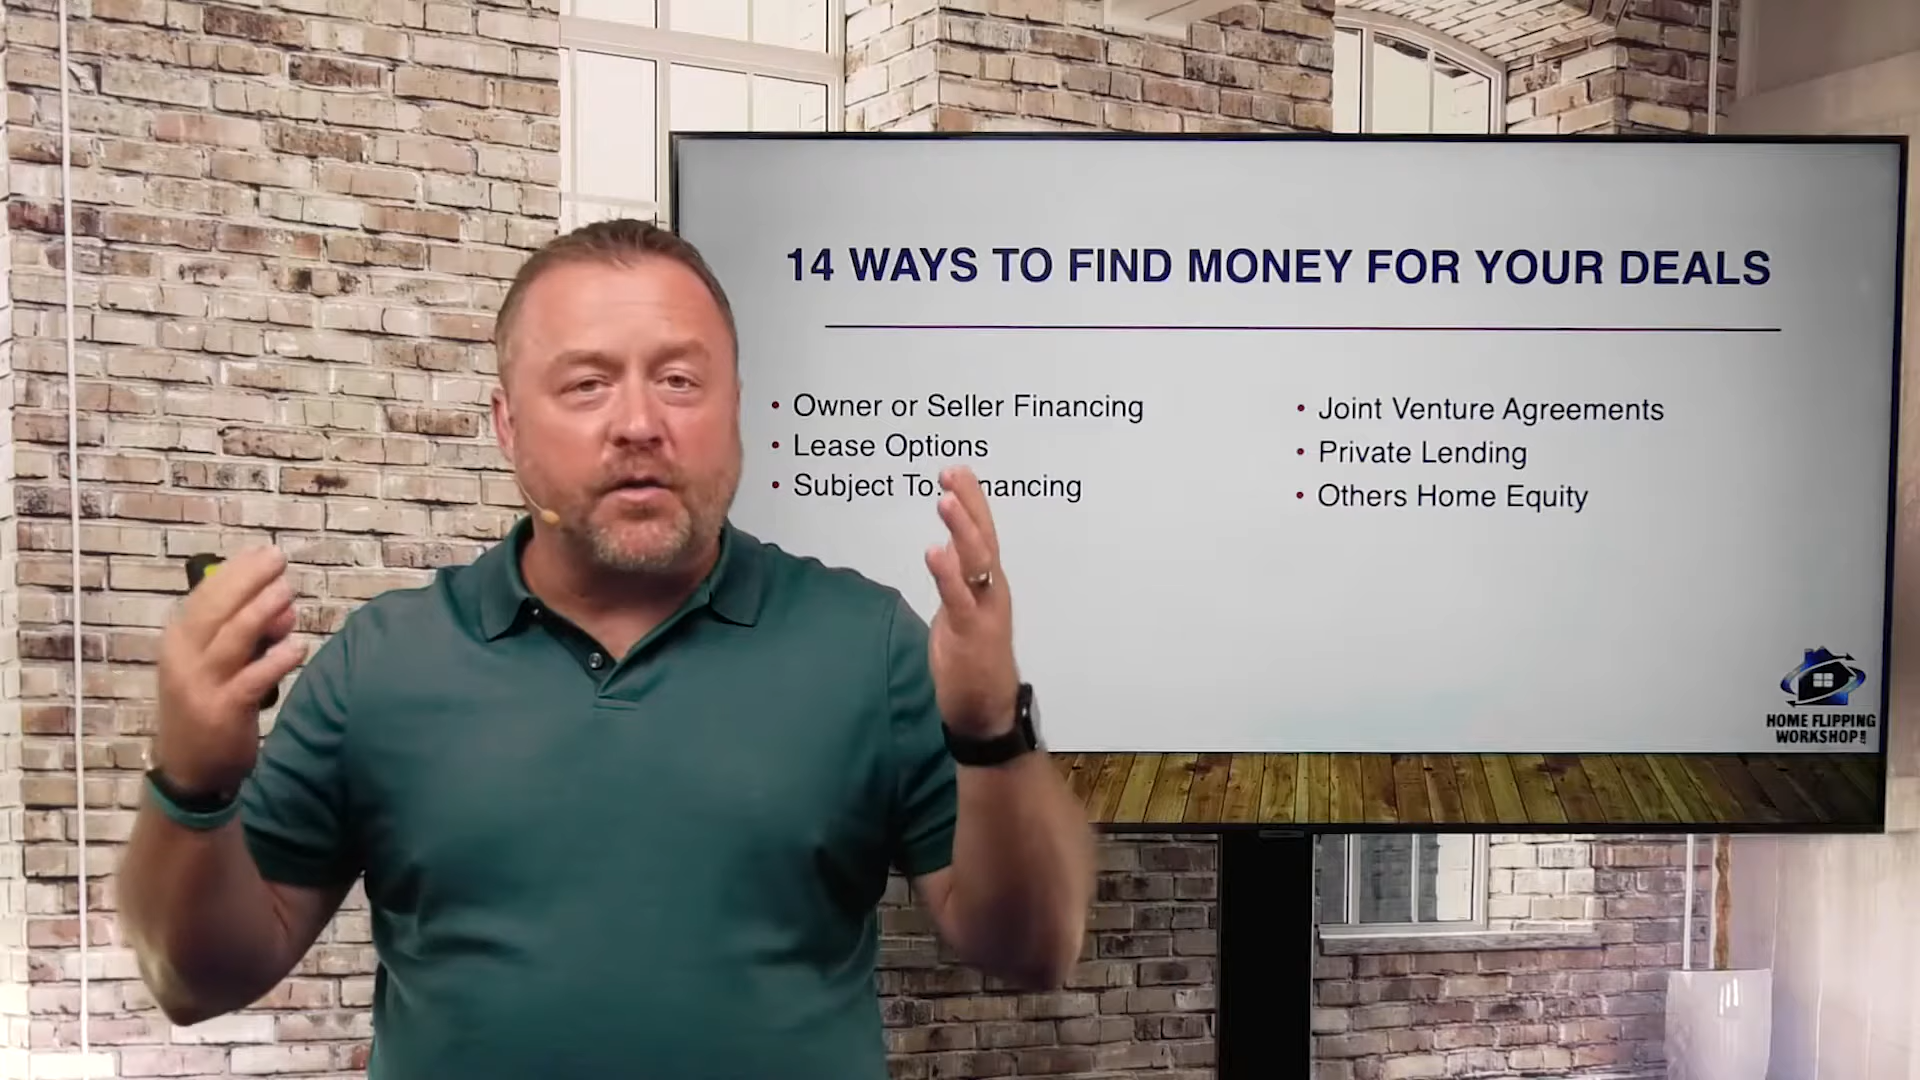 14 WAYS TO FIND MONEY FOR YOUR DEALS
• Owner or Seller Financing
• Lease Options
• Subject To: nancing
• Joint Venture Agreements
• Private Lending
• Others Home Equity
HOME FLIPPING
WORKSHOP!